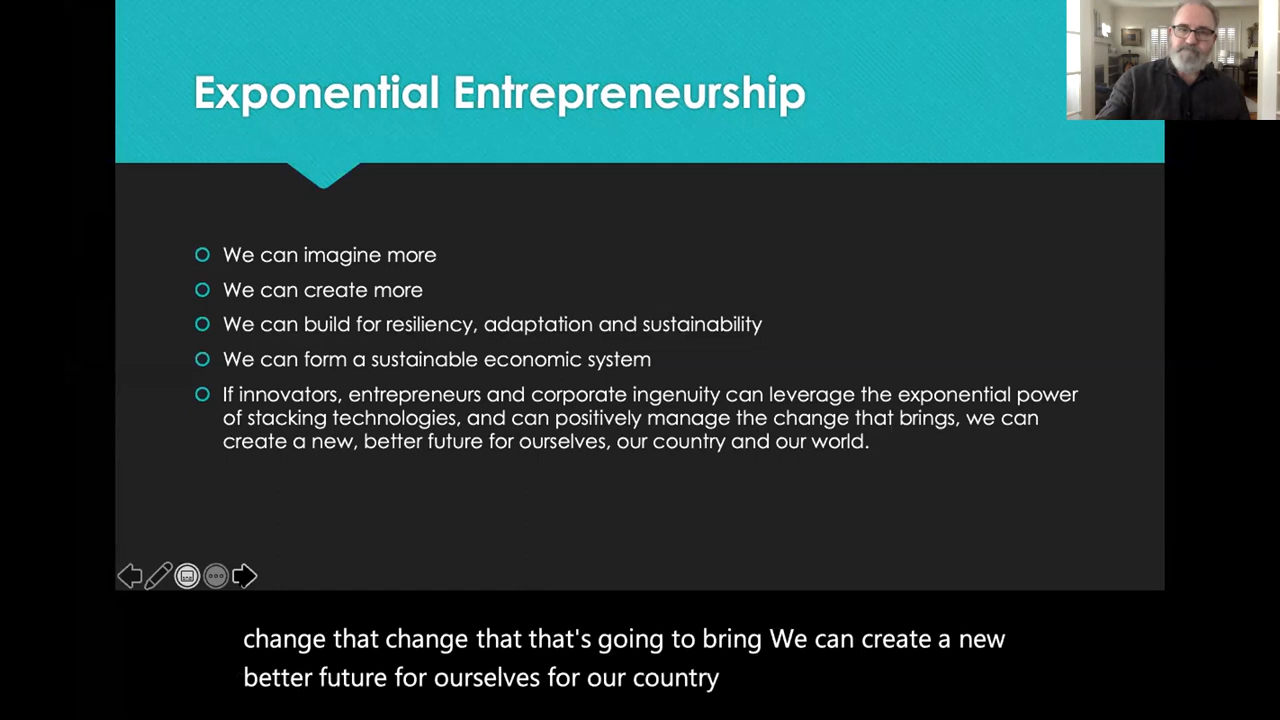 Exponential Entrepreneurship
We can imagine more
We can create more
We can build for resiliency, adaptation and sustainability
We can form a sustainable economic system
If innovators, entrepreneurs and corporate ingenuity can leverage the exponential power
of stacking technologies, and can positively manage the change that brings, we can
create a new, better future for ourselves, our country and our world.
change that change that that's going to bring We can create a new
better future for ourselves for our country